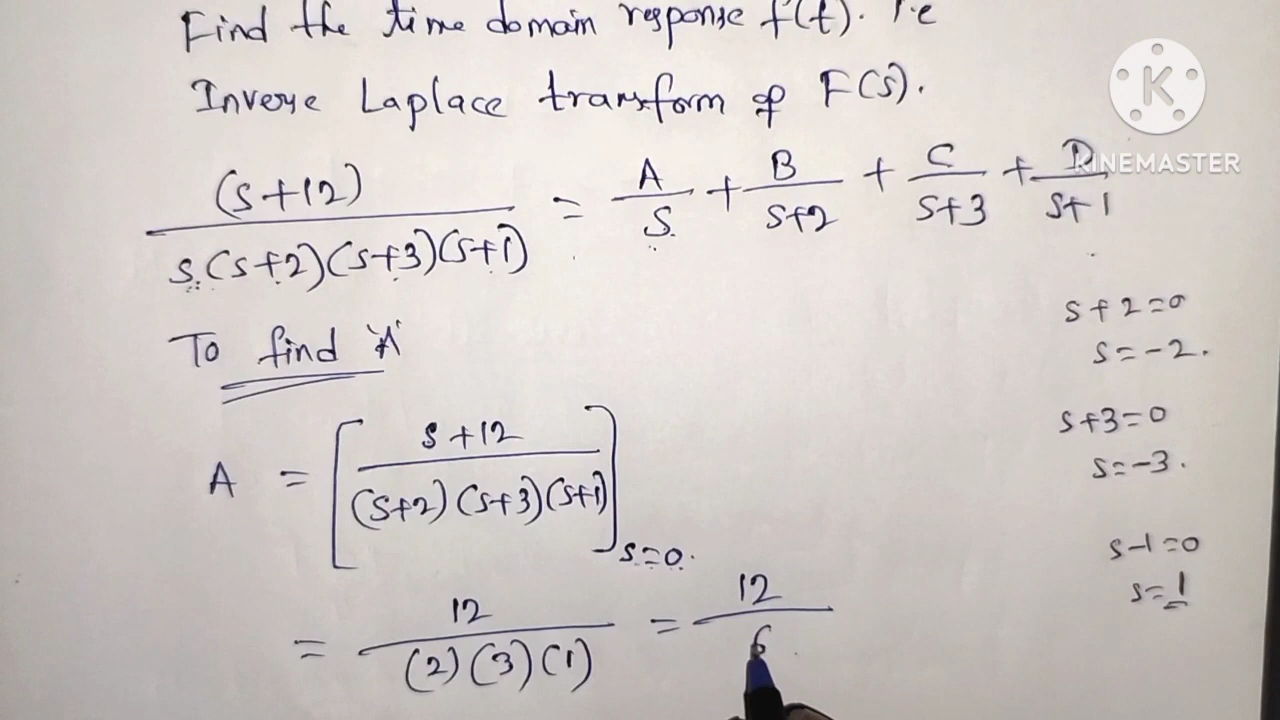 Find the time domain response f(t). i.e
Inverse Laplace transform of F(s).
K
KINEMASTER
(s+12) / s.(s+2)(s+3)(s+1) = A/s + B/s+2 + C/s+3 + D/s+1
To find 'A'
A = [s+12 / (s+2)(s+3)(s+1)] s=0.
= 12 / (2)(3)(1) = 12 / 6
s+2=0
s=-2.
s+3=0
s=-3.
s-1=0
s=1